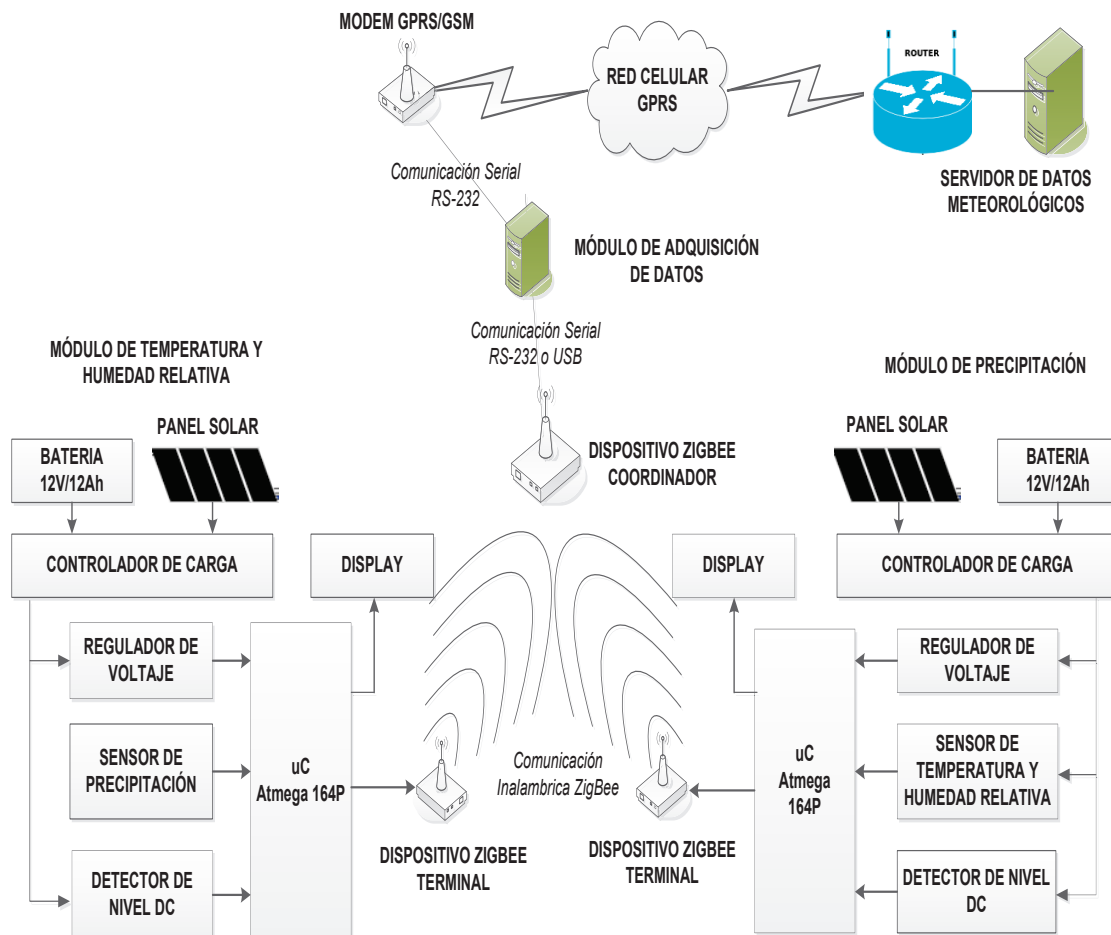 MODEM GPRS/GSM
RED CELULAR
GPRS
ROUTER
SERVIDOR DE DATOS
METEOROLÓGICOS
Comunicación Serial
RS-232
MÓDULO DE ADQUISICIÓN
DE DATOS
Comunicación Serial
RS-232 o USB
DISPOSITIVO ZIGBEE
COORDINADOR
MÓDULO DE TEMPERATURA Y
HUMEDAD RELATIVA
PANEL SOLAR
BATERIA
12V/12Ah
CONTROLADOR DE CARGA
DISPLAY
REGULADOR DE
VOLTAJE
SENSOR DE
PRECIPITACIÓN
DETECTOR DE
NIVEL DC
uC
Atmega 164P
DISPOSITIVO ZIGBEE
TERMINAL
Comunicación
Inalambrica ZigBee
DISPOSITIVO ZIGBEE
TERMINAL
MÓDULO DE PRECIPITACIÓN
PANEL SOLAR
BATERIA
12V/12Ah
CONTROLADOR DE CARGA
DISPLAY
uC
Atmega
164P
REGULADOR DE
VOLTAJE
SENSOR DE
TEMPERATURA Y
HUMEDAD RELATIVA
DETECTOR DE NIVEL
DC